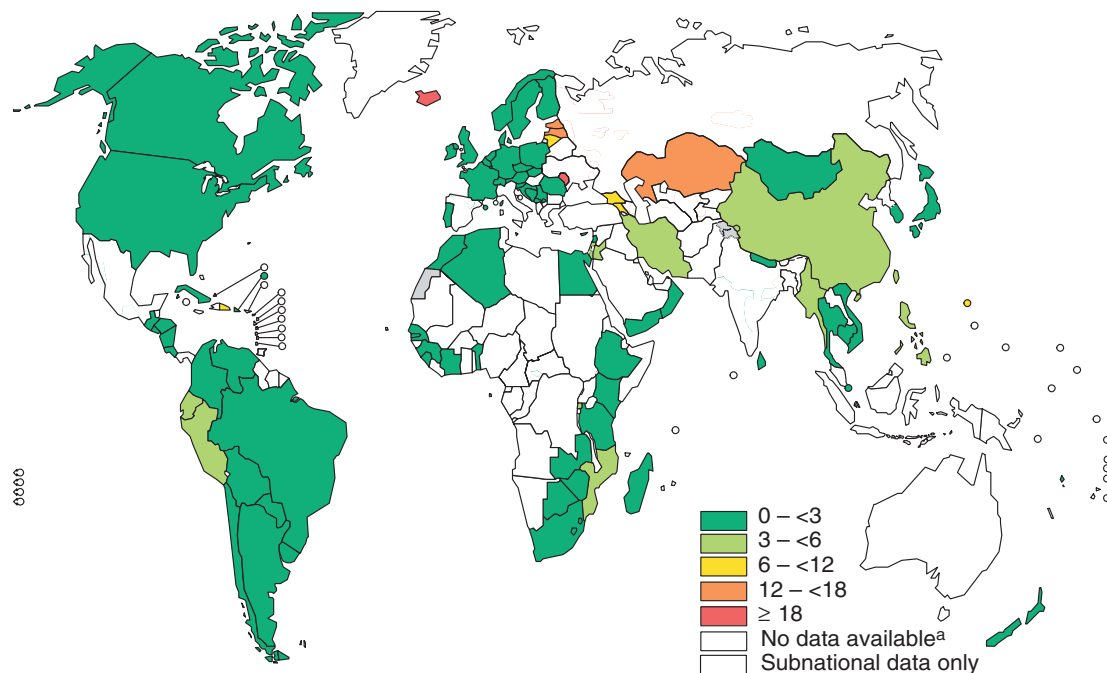 0 – <3
3 – <6
6 – <12
12 – <18
≥ 18
No data availableᵃ
Subnational data only